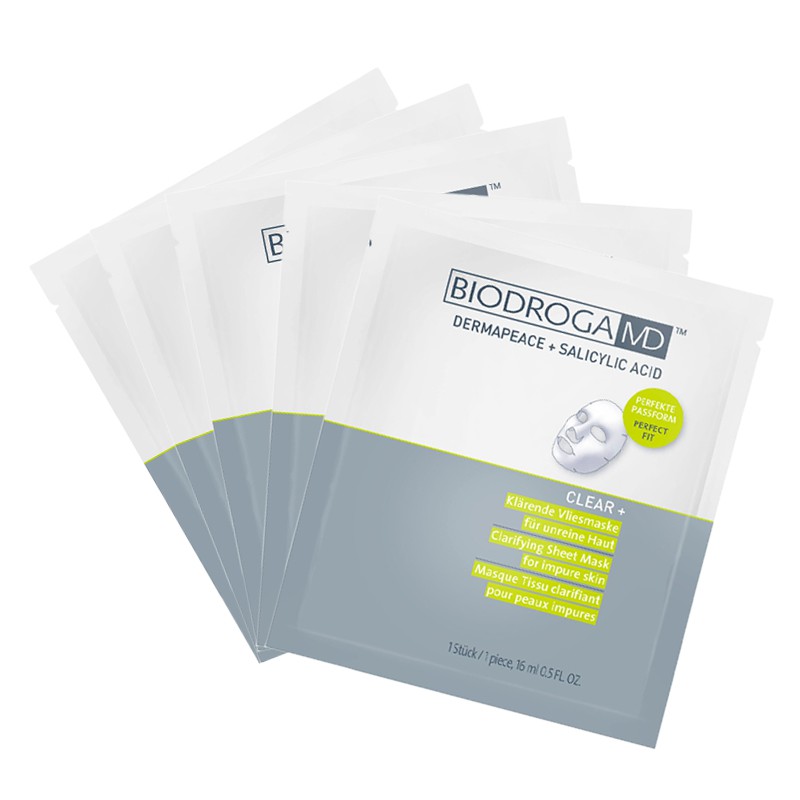 ™
B
BIODROGA MD™
DERMAPEACE + SALICYLIC ACID
PERFEKTE
PASSFORM
PERFECT
FIT
CLEAR +
Klärende Vliesmaske
für unreine Haut
Clarifying Sheet Mask
for impure skin
Masque Tissu clarifiant
pour peaux impures
1 Stück / 1 piece, 16 ml 0.5 FL. OZ.